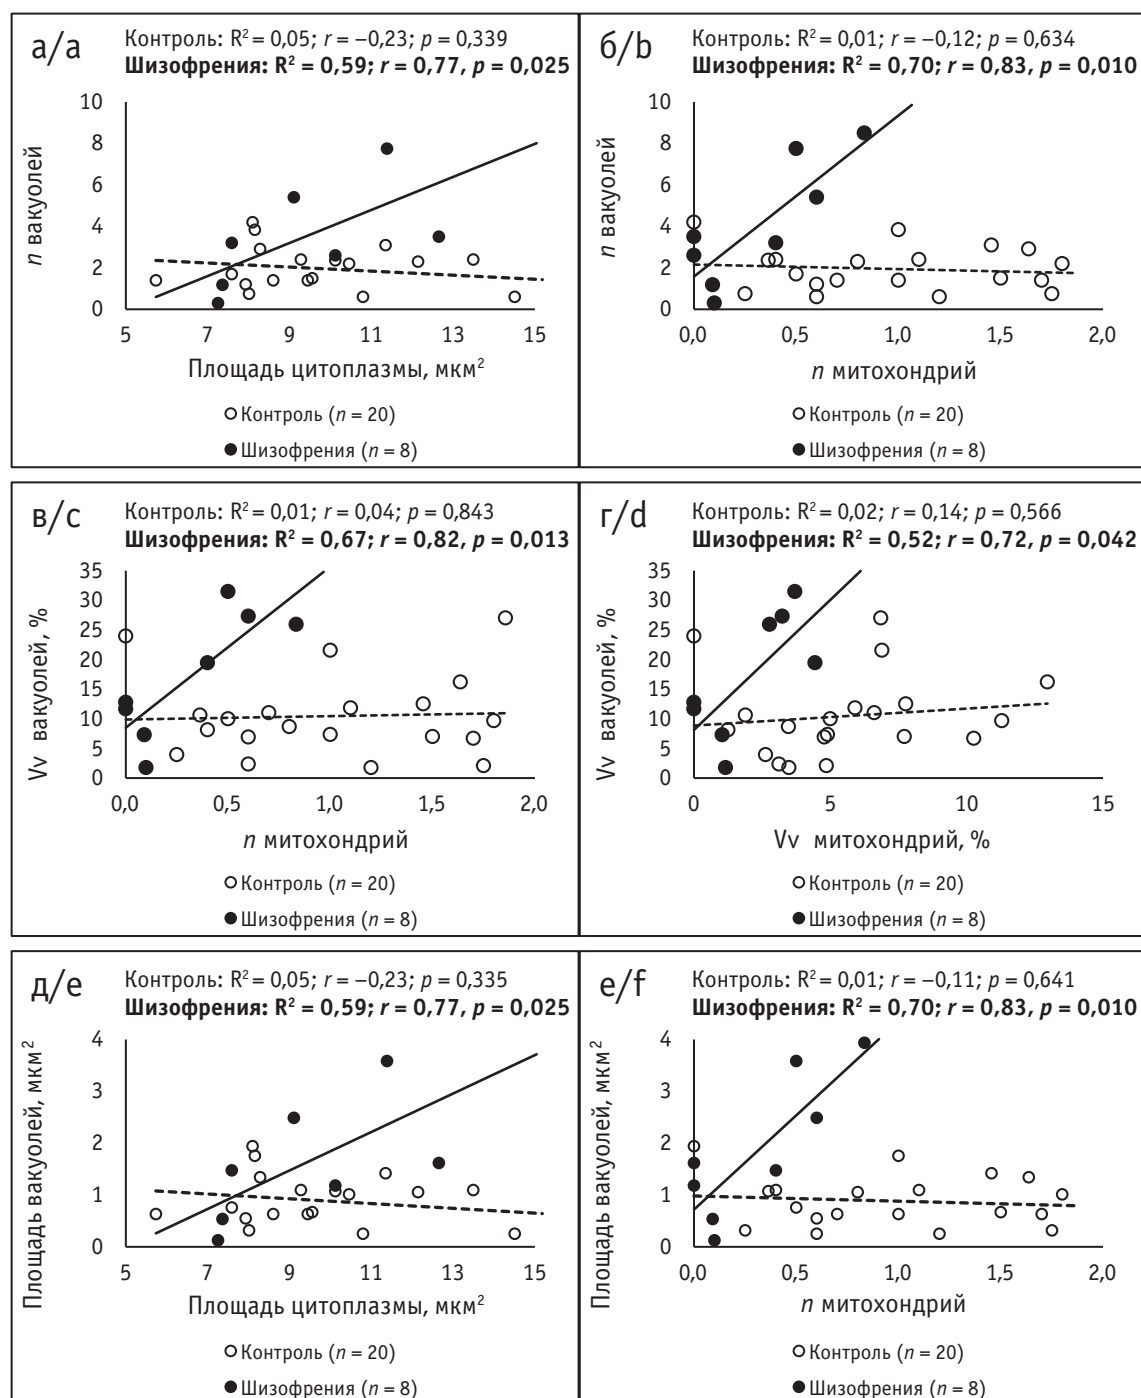 а/a
Контроль: R² = 0,05; r = −0,23; p = 0,339
Шизофрения: R² = 0,59; r = 0,77, p = 0,025
n вакуолей
10
8
6
4
2
0
5 7 9 11 13 15
Площадь цитоплазмы, мкм²
Контроль (n = 20)
Шизофрения (n = 8)
б/b
Контроль: R² = 0,01; r = −0,12; p = 0,634
Шизофрения: R² = 0,70; r = 0,83, p = 0,010
n вакуолей
10
8
6
4
2
0
0,0 0,5 1,0 1,5 2,0
n митохондрий
Контроль (n = 20)
Шизофрения (n = 8)
в/c
Контроль: R² = 0,01; r = 0,04; p = 0,843
Шизофрения: R² = 0,67; r = 0,82, p = 0,013
Vv вакуолей, %
35
30
25
20
15
10
5
0
0,0 0,5 1,0 1,5 2,0
n митохондрий
Контроль (n = 20)
Шизофрения (n = 8)
г/d
Контроль: R² = 0,02; r = 0,14; p = 0,566
Шизофрения: R² = 0,52; r = 0,72, p = 0,042
Vv вакуолей, %
35
30
25
20
15
10
5
0
0 5 10 15
Vv митохондрий, %
Контроль (n = 20)
Шизофрения (n = 8)
д/e
Контроль: R² = 0,05; r = −0,23; p = 0,335
Шизофрения: R² = 0,59; r = 0,77, p = 0,025
Площадь вакуолей, мкм²
4
3
2
1
0
5 7 9 11 13 15
Площадь цитоплазмы, мкм²
Контроль (n = 20)
Шизофрения (n = 8)
е/f
Контроль: R² = 0,01; r = −0,11; p = 0,641
Шизофрения: R² = 0,70; r = 0,83, p = 0,010
Площадь вакуолей, мкм²
4
3
2
1
0
0,0 0,5 1,0 1,5 2,0
n митохондрий
Контроль (n = 20)
Шизофрения (n = 8)